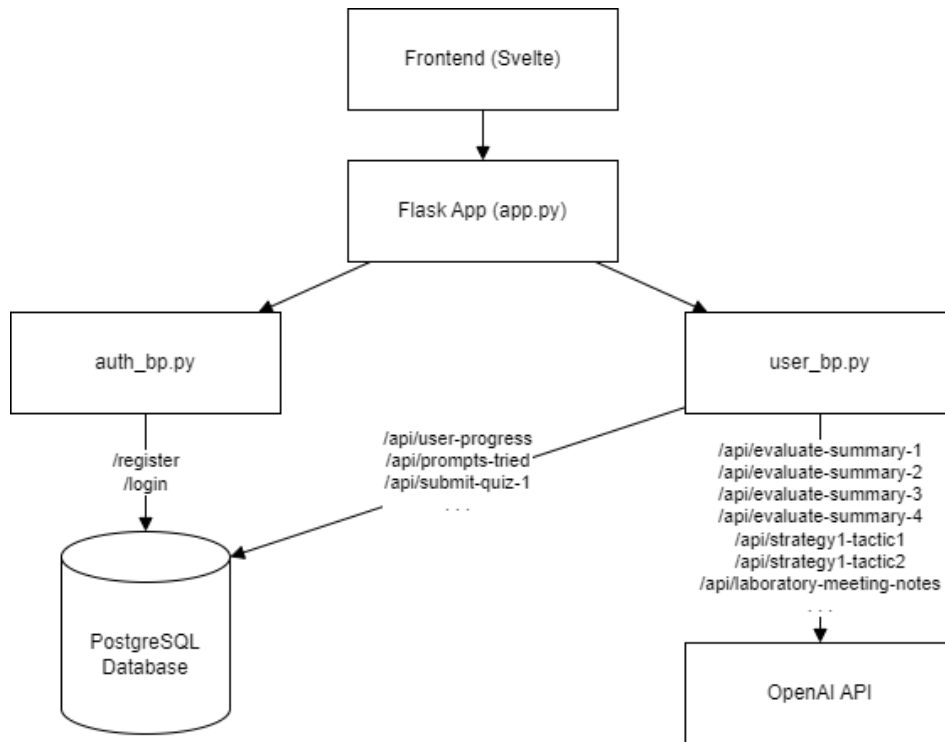 Frontend (Svelte)
Flask App (app.py)
auth_bp.py
user_bp.py
/register
/login
/api/user-progress
/api/prompts-tried
/api/submit-quiz-1
. . .
/api/evaluate-summary-1
/api/evaluate-summary-2
/api/evaluate-summary-3
/api/evaluate-summary-4
/api/strategy1-tactic1
/api/strategy1-tactic2
/api/laboratory-meeting-notes
. . .
PostgreSQL
Database
OpenAI API